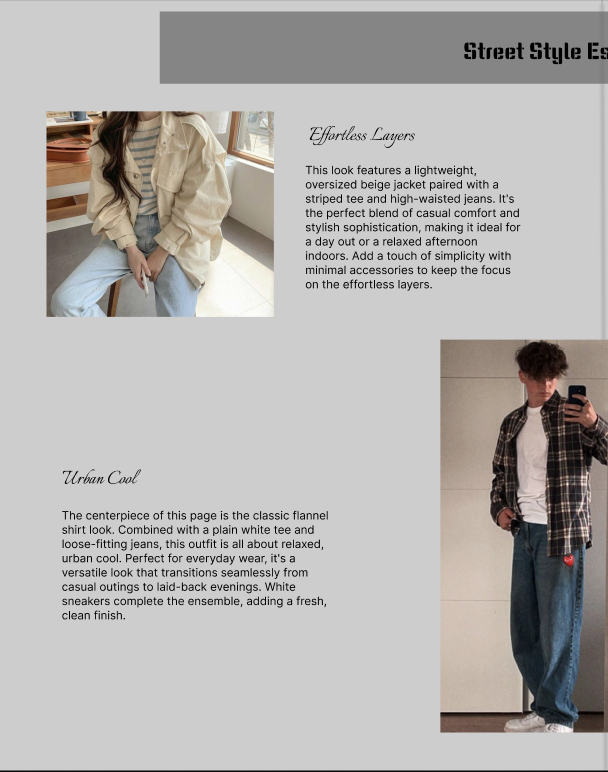 Street Style Es
Effortless Layers
This look features a lightweight,
oversized beige jacket paired with a
striped tee and high-waisted jeans. It's
the perfect blend of casual comfort and
stylish sophistication, making it ideal for
a day out or a relaxed afternoon
indoors. Add a touch of simplicity with
minimal accessories to keep the focus
on the effortless layers.
Urban Cool
The centerpiece of this page is the classic flannel
shirt look. Combined with a plain white tee and
loose-fitting jeans, this outfit is all about relaxed,
urban cool. Perfect for everyday wear, it's a
versatile look that transitions seamlessly from
casual outings to laid-back evenings. White
sneakers complete the ensemble, adding a fresh,
clean finish.